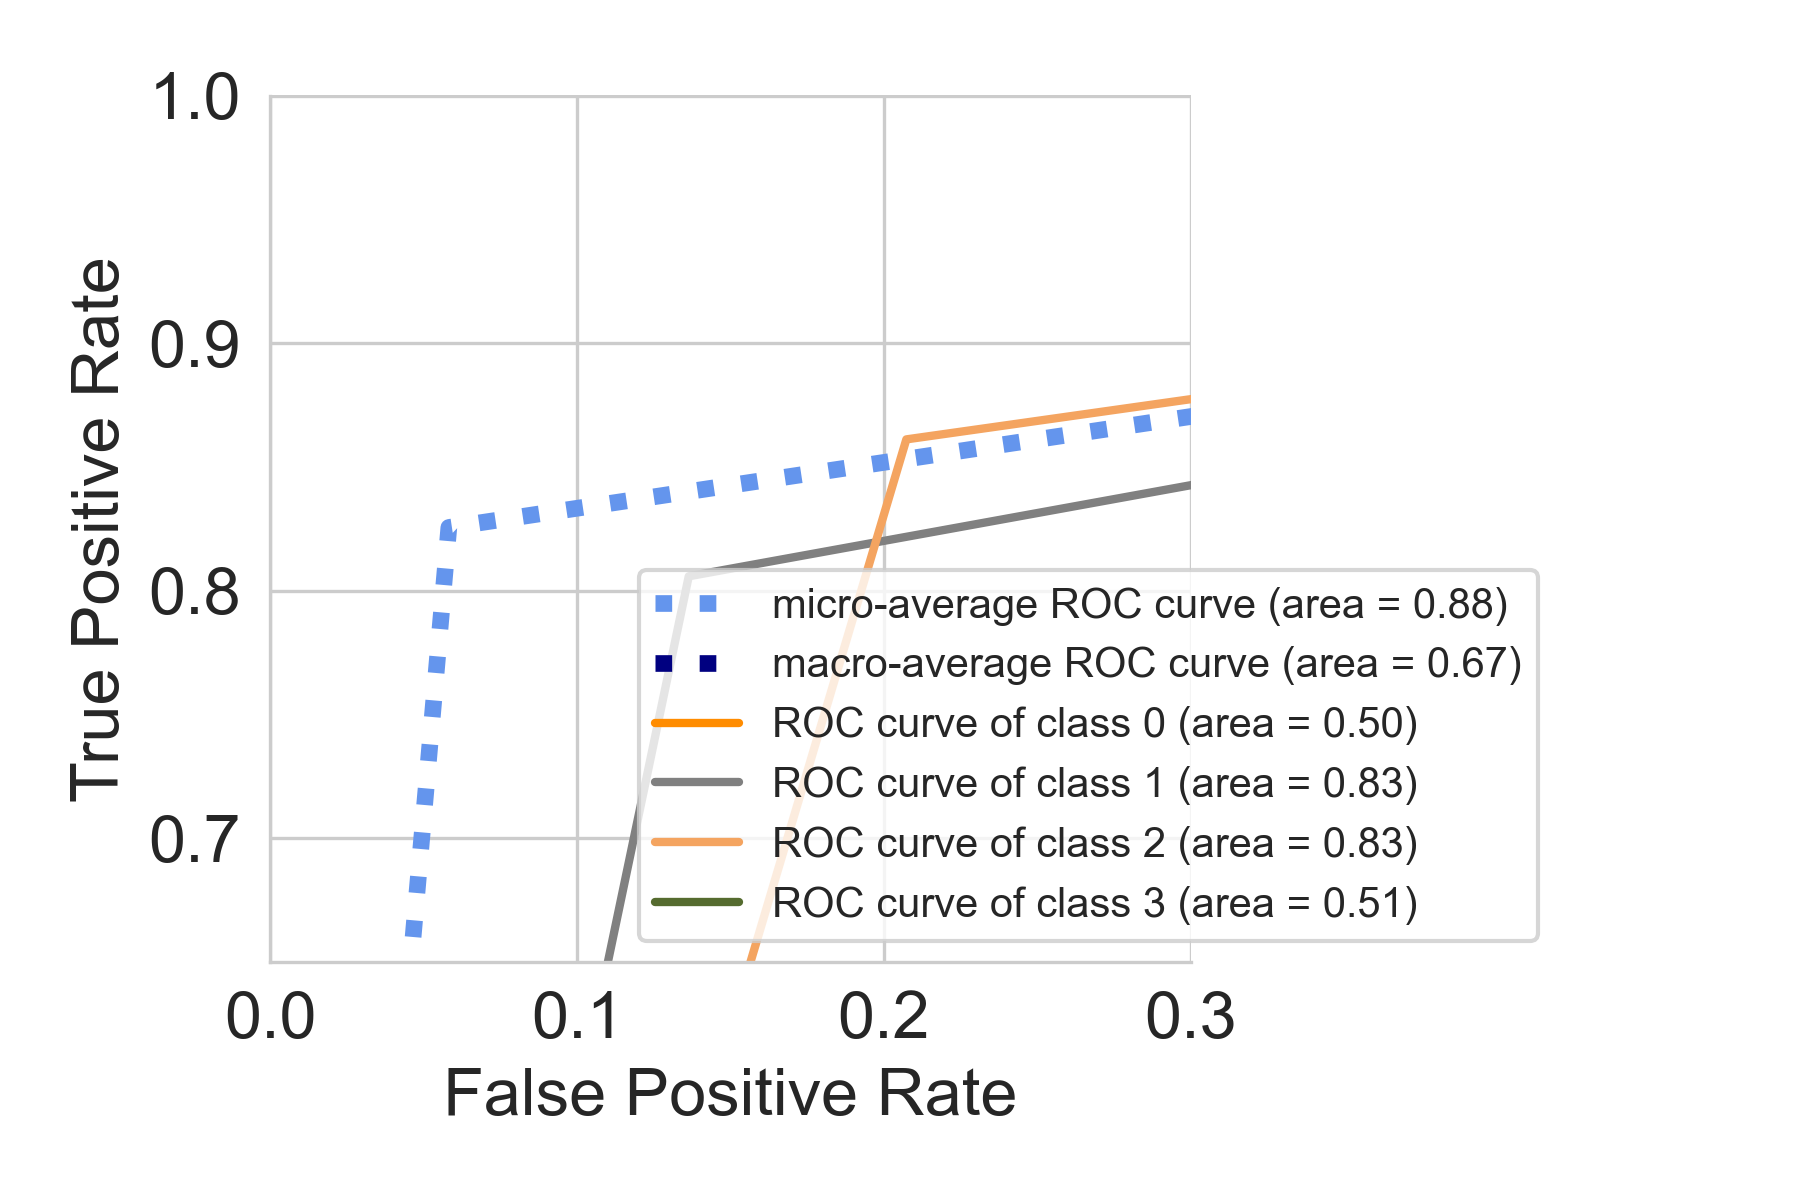 1.0
0.9
0.8
0.7
True Positive Rate
micro-average ROC curve (area = 0.88)
macro-average ROC curve (area = 0.67)
ROC curve of class 0 (area = 0.50)
ROC curve of class 1 (area = 0.83)
ROC curve of class 2 (area = 0.83)
ROC curve of class 3 (area = 0.51)
0.0 0.1 0.2 0.3
False Positive Rate